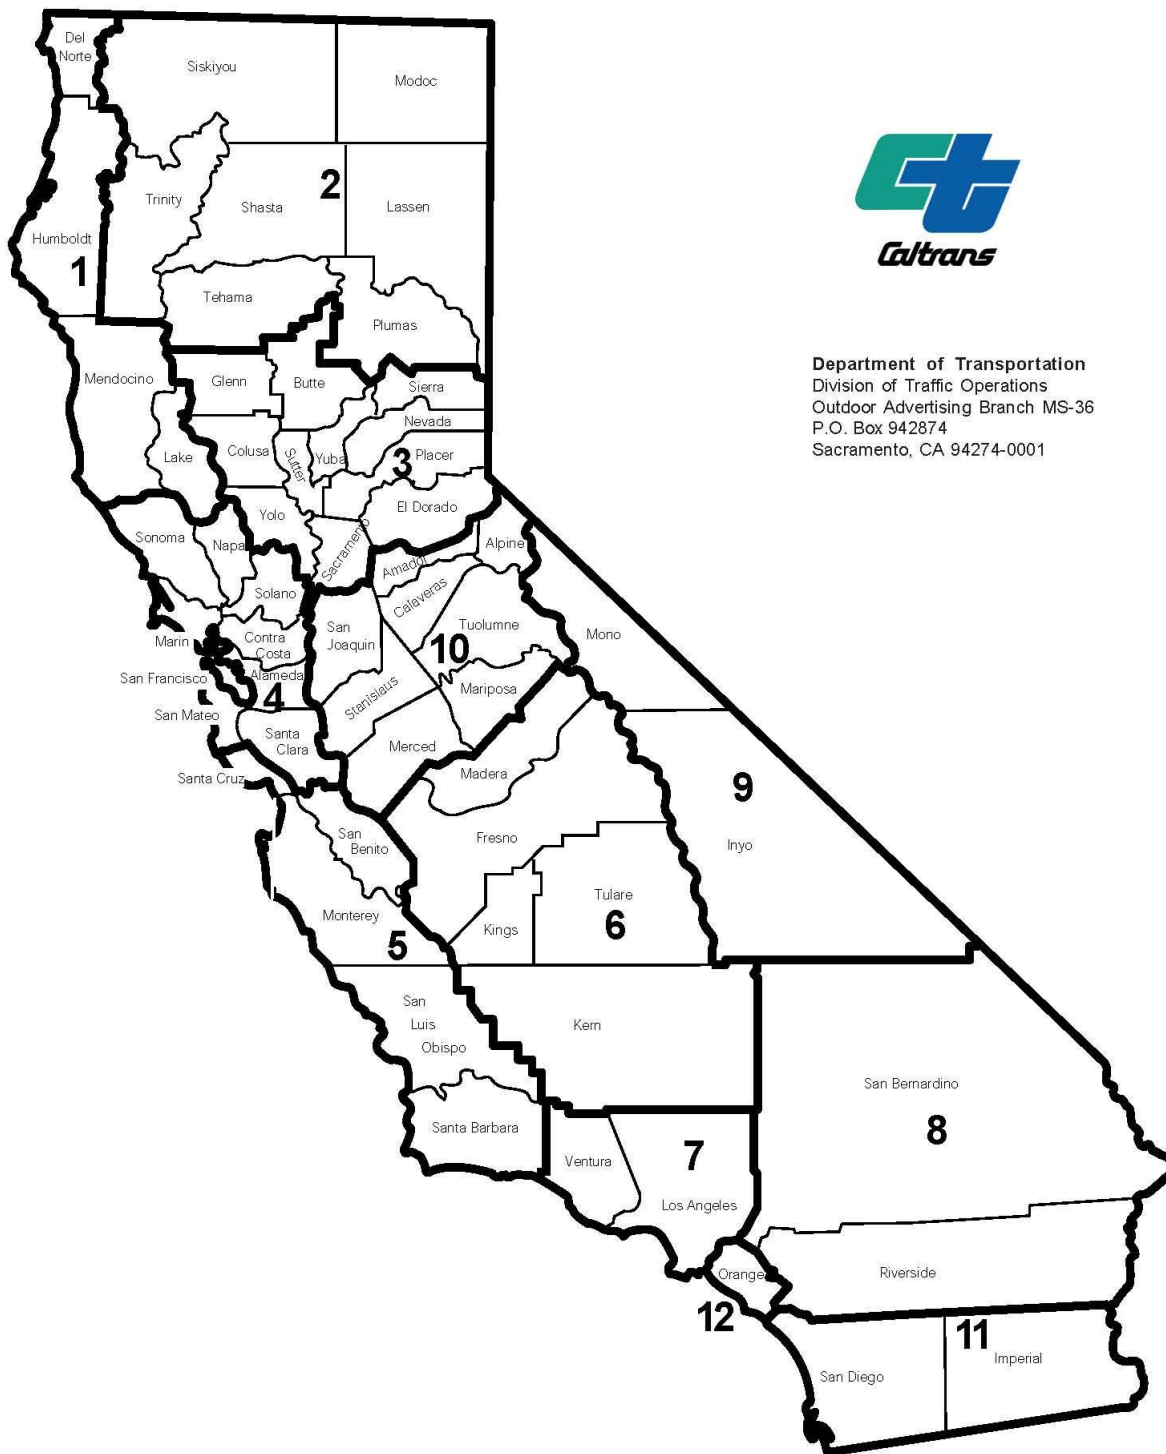 Del
Norte
Siskiyou
Modoc
Trinity
Shasta
2
Lassen
Humboldt
1
Tehama
Plumas
Caltrans
Department of Transportation
Division of Traffic Operations
Outdoor Advertising Branch MS-36
P.O. Box 942874
Sacramento, CA 94274-0001
Mendocino
Glenn
Butte
Sierra
Nevada
Lake
Colusa
Sutter
Yuba
3
Placer
Yolo
El Dorado
Sonoma
Napa
Sacramento
Amador
Alpine
Solano
Calaveras
Marin
Contra
Costa
San
Joaquin
Tuolumne
Mono
10
San Francisco
Alameda
4
Stanislaus
Mariposa
San Mateo
Santa
Clara
Merced
Madera
Santa Cruz
9
San
Benito
Fresno
Inyo
Monterey
5
Kings
Tulare
6
San
Luis
Obispo
Kern
San Bernardino
8
Santa Barbara
Ventura
7
Los Angeles
Orange
12
Riverside
11
San Diego
Imperial